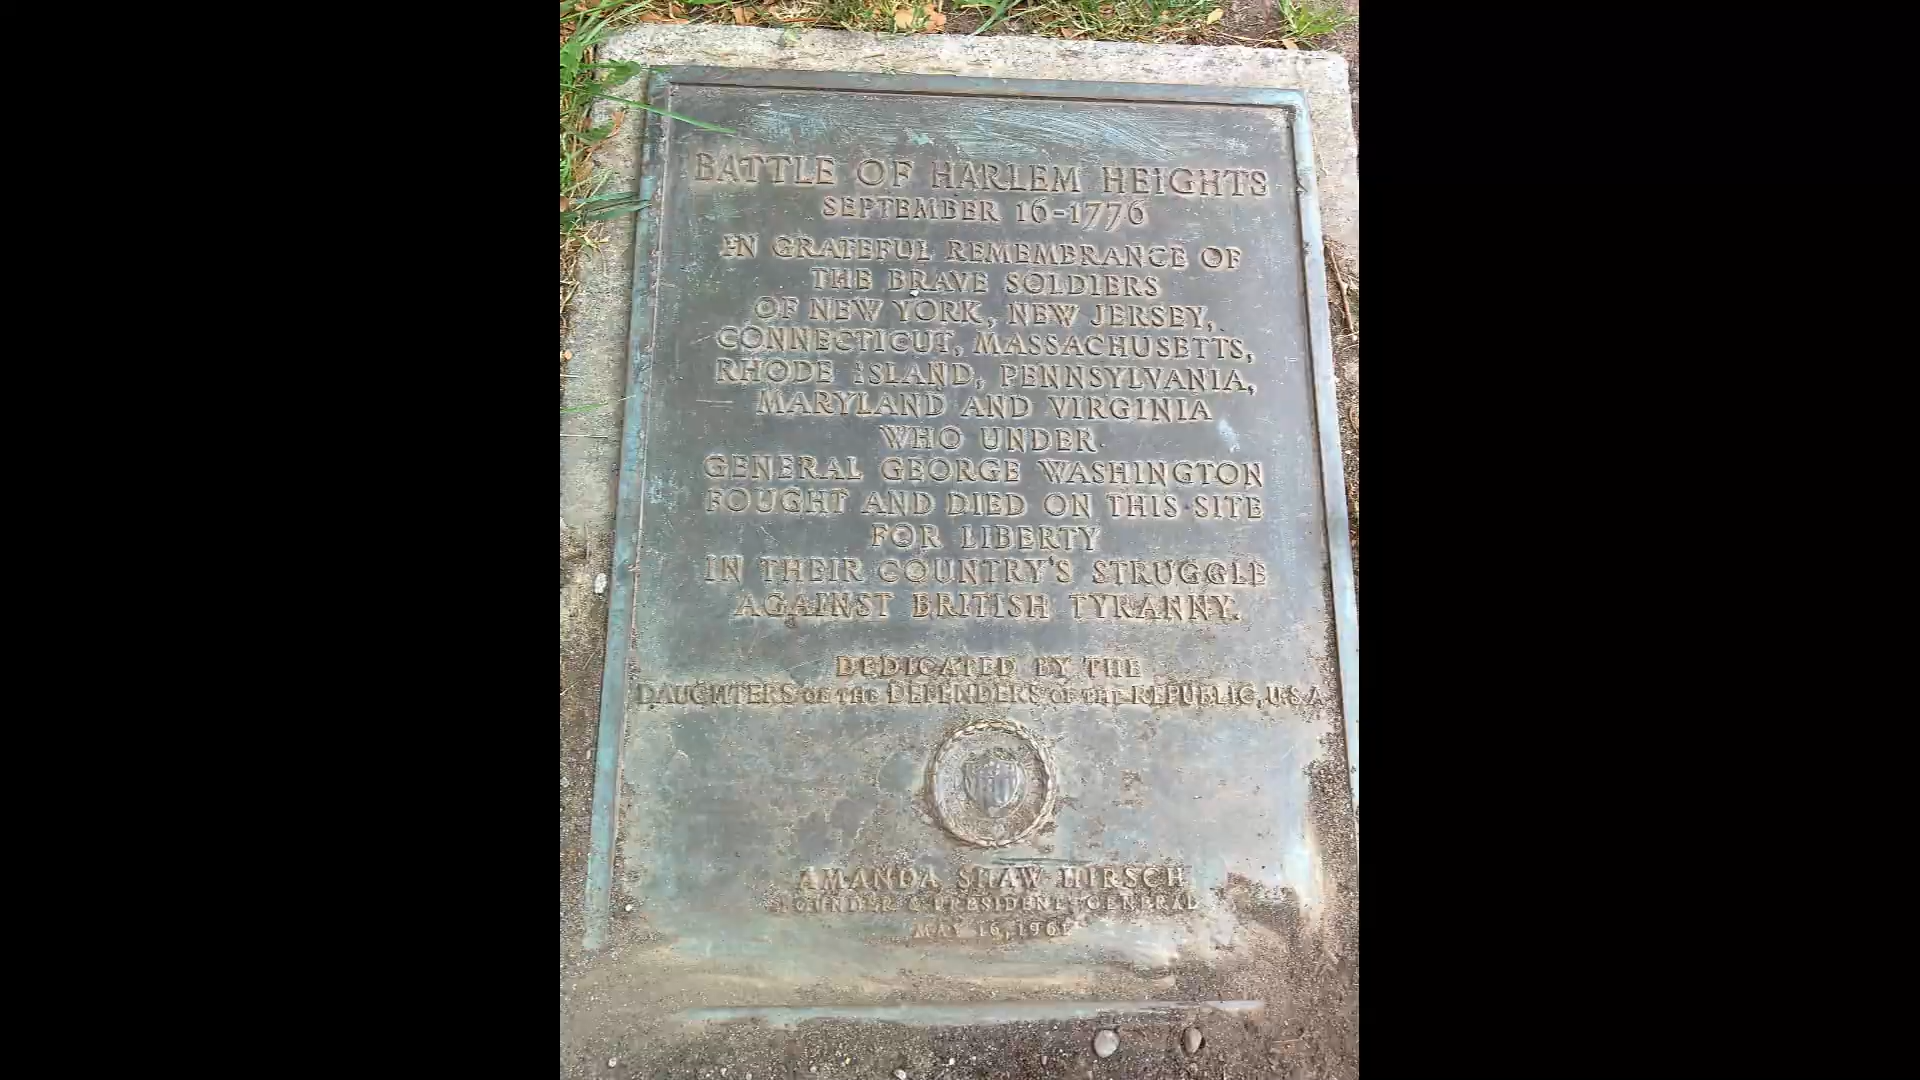 BATTLE OF HARLEM HEIGHTS
SEPTEMBER 16-1776
IN GRATEFUL REMEMBRANCE OF
THE BRAVE SOLDIERS
OF NEW YORK, NEW JERSEY,
CONNECTICUT, MASSACHUSETTS,
RHODE ISLAND, PENNSYLVANIA,
MARYLAND AND VIRGINIA
WHO UNDER
GENERAL GEORGE WASHINGTON
FOUGHT AND DIED ON THIS SITE
FOR LIBERTY
IN THEIR COUNTRY'S STRUGGLE
AGAINST BRITISH TYRANNY.
DEDICATED BY THE
DAUGHTERS OF THE DEFENDERS OF THE REPUBLIC, U.S.A.
AMANDA SHAW HIRSCH
FOUNDER & PRESIDENT GENERAL
MAY 16,